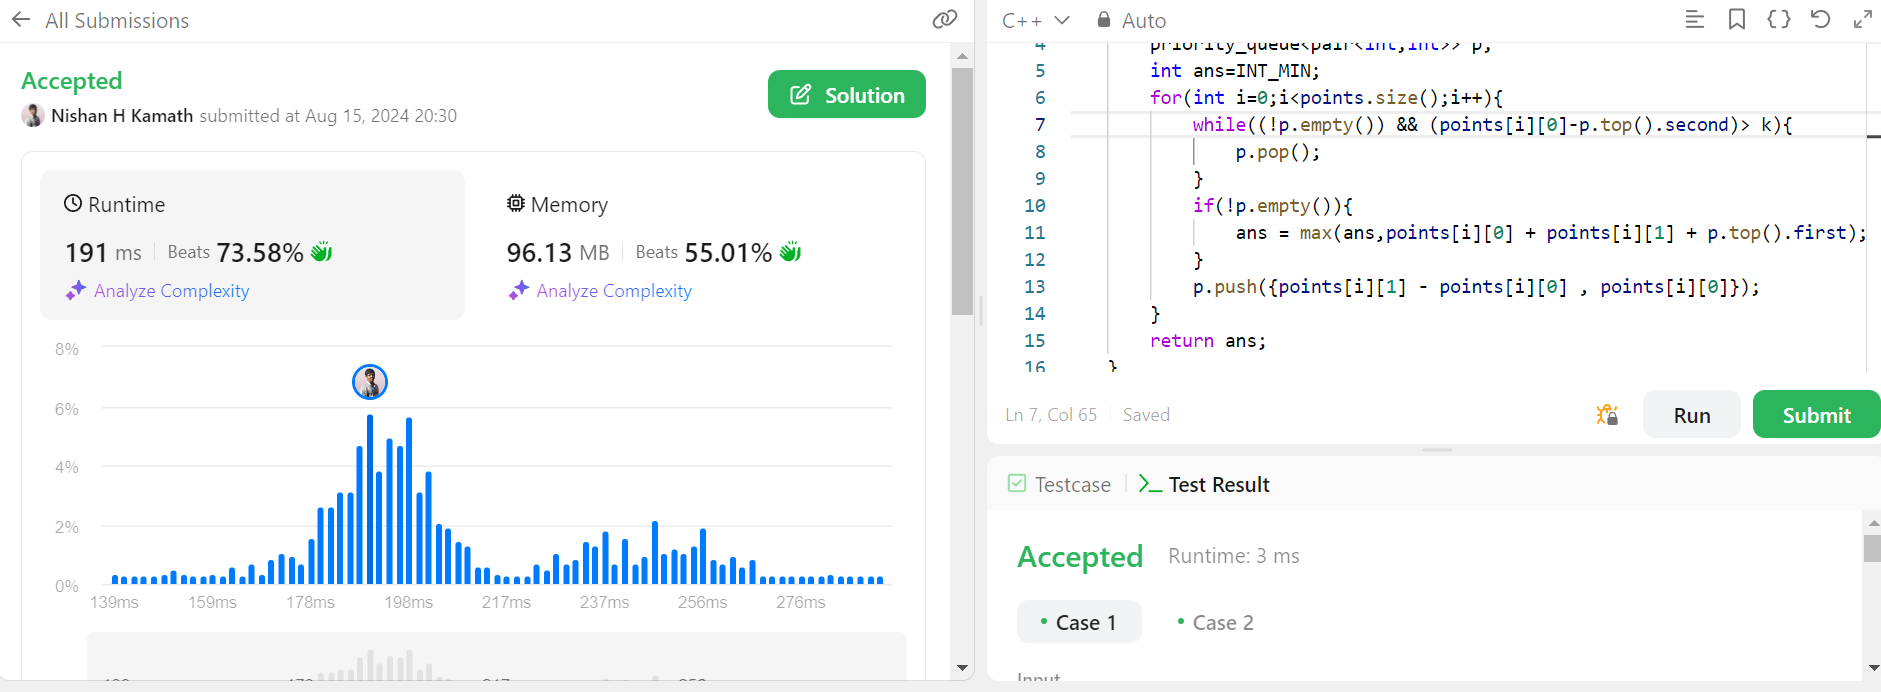 All Submissions
Accepted
Nishan H Kamath submitted at Aug 15, 2024 20:30
Solution
Runtime
191 ms Beats 73.58%
Analyze Complexity
Memory
96.13 MB Beats 55.01%
Analyze Complexity
8%
6%
4%
2%
0%
139ms 159ms 178ms 198ms 217ms 237ms 256ms 276ms
C++ Auto
4 priority_queue<pair<int,int>> p;
5 int ans=INT_MIN;
6 for(int i=0;i<points.size();i++){
7 while((!p.empty()) && (points[i][0]-p.top().second)> k){
8 p.pop();
9 }
10 if(!p.empty()){
11 ans = max(ans,points[i][0] + points[i][1] + p.top().first);
12 }
13 p.push({points[i][1] - points[i][0] , points[i][0]});
14 }
15 return ans;
16 }
Ln 7, Col 65 Saved
Run
Submit
Testcase
Test Result
Accepted Runtime: 3 ms
Case 1 Case 2
Input